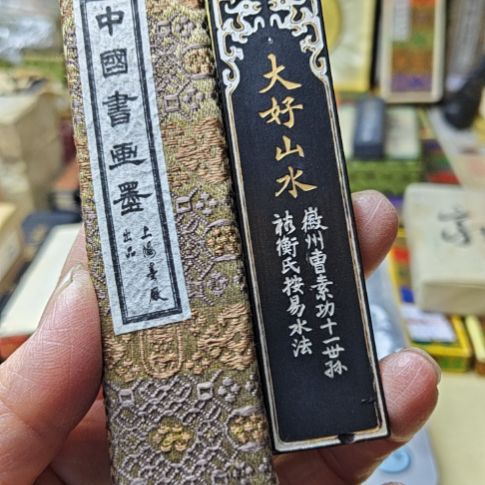 中國書画墨
上海墨厰
出品
大好山水
徽州曹素功十一世孫
裕衡氏按易水法